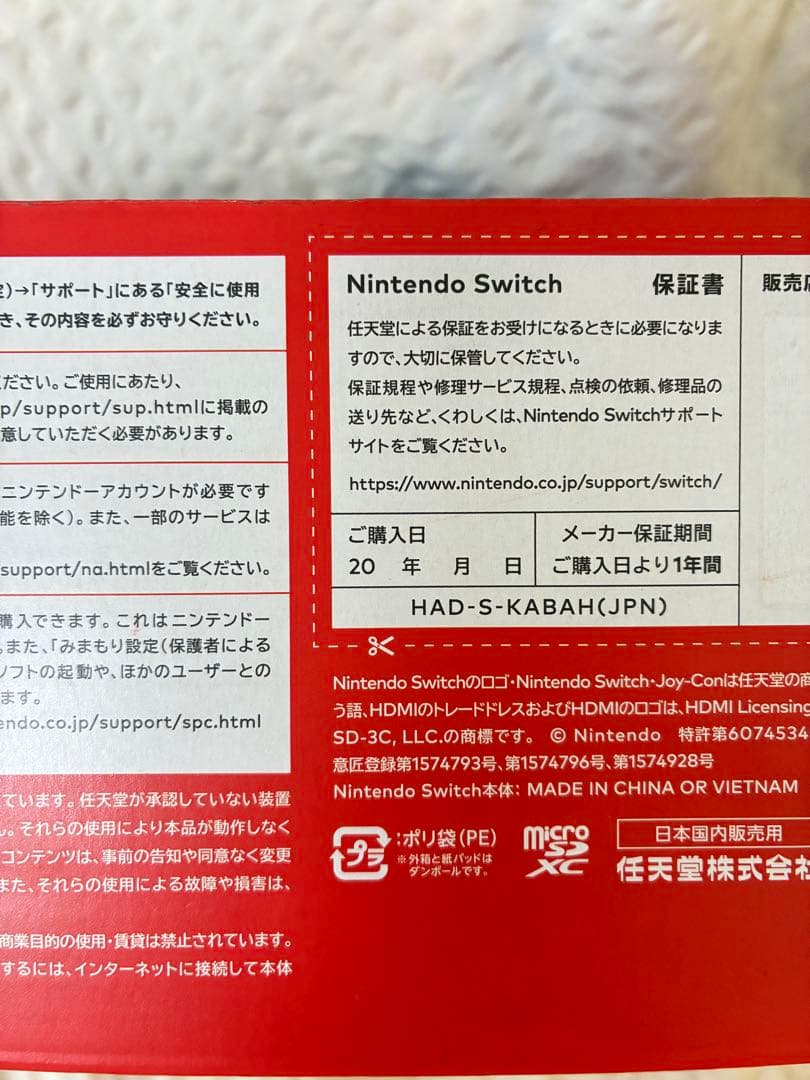 定)→「サポート」にある「安全に使用
き、その内容を必ずお守りください。
ください。ご使用にあたり、
p/support/sup.htmlに掲載の
意していただく必要があります。
ニンテンドーアカウントが必要です
能を除く)。また、一部のサービスは
support/na.htmlをご覧ください。
購入できます。これはニンテンドー
。また、「みまもり設定(保護者による
ソフトの起動や、ほかのユーザーとの
ます。
endo.co.jp/support/spc.html
ています。任天堂が承認していない装置
ん。それらの使用により本品が動作しなく
コンテンツは、事前の告知や同意なく変更
また、それらの使用による故障や損害は、
商業目的の使用・賃貸は禁止されています。
するには、インターネットに接続して本体
Nintendo Switch 保証書
任天堂による保証をお受けになるときに必要になりま
すので、大切に保管してください。
保証規程や修理サービス規程、点検の依頼、修理品の
送り先など、くわしくは、Nintendo Switchサポート
サイトをご覧ください。
https://www.nintendo.co.jp/support/switch/
ご購入日
20 年 月 日
メーカー保証期間
ご購入日より1年間
HAD-S-KABAH(JPN)
販売店
Nintendo Switchのロゴ・Nintendo Switch・Joy-Conは任天堂の商
う語、HDMIのトレードドレスおよびHDMIのロゴは、HDMI Licensing
SD-3C, LLC.の商標です。 © Nintendo 特許第6074534
意匠登録第1574793号、第1574796号、第1574928号
Nintendo Switch本体: MADE IN CHINA OR VIETNAM
プラ
:ポリ袋(PE)
※外箱と紙パッドは
ダンボールです。
micro
SD
XC
日本国内販売用
任天堂株式会社